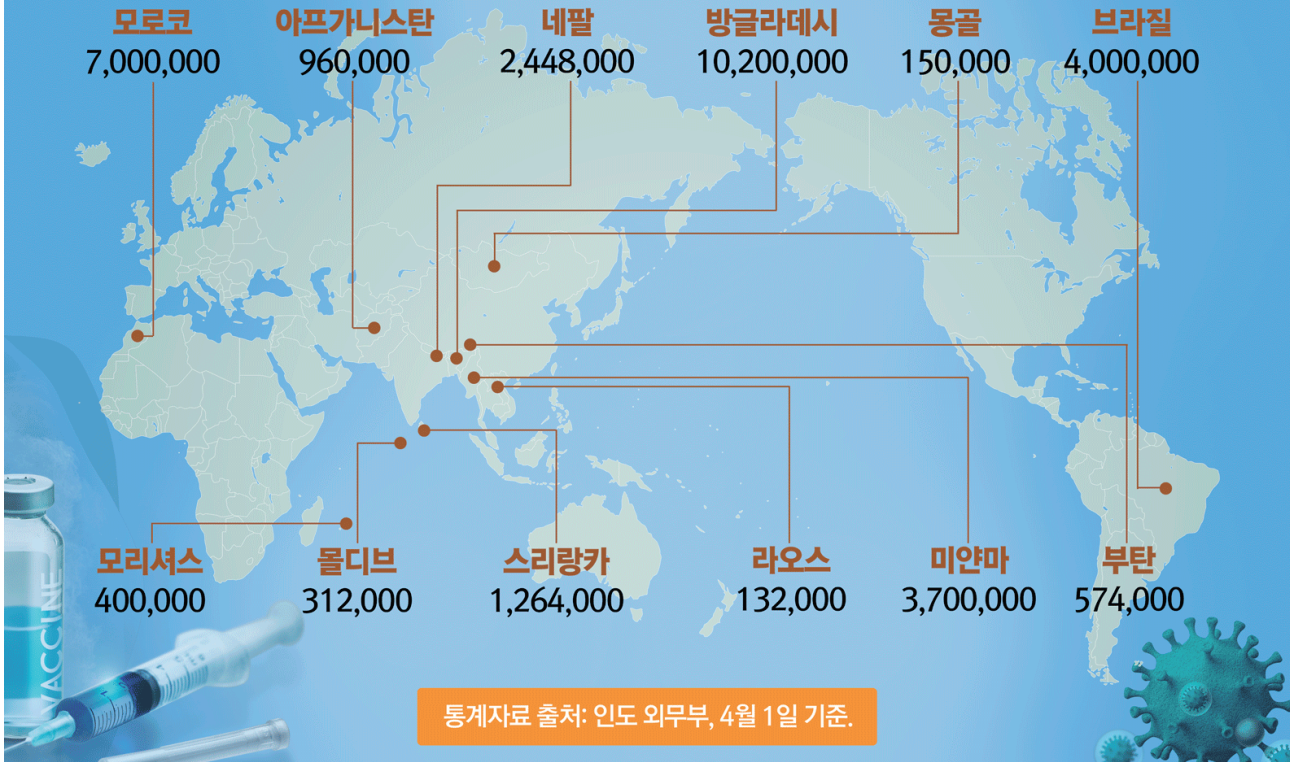 모로코 아프가니스탄 네팔 방글라데시 몽골 브라질
7,000,000 960,000 2,448,000 10,200,000 150,000 4,000,000
모리셔스 몰디브 스리랑카 라오스 미얀마 부탄
400,000 312,000 1,264,000 132,000 3,700,000 574,000
VACCINE
통계자료 출처: 인도 외무부, 4월 1일 기준.